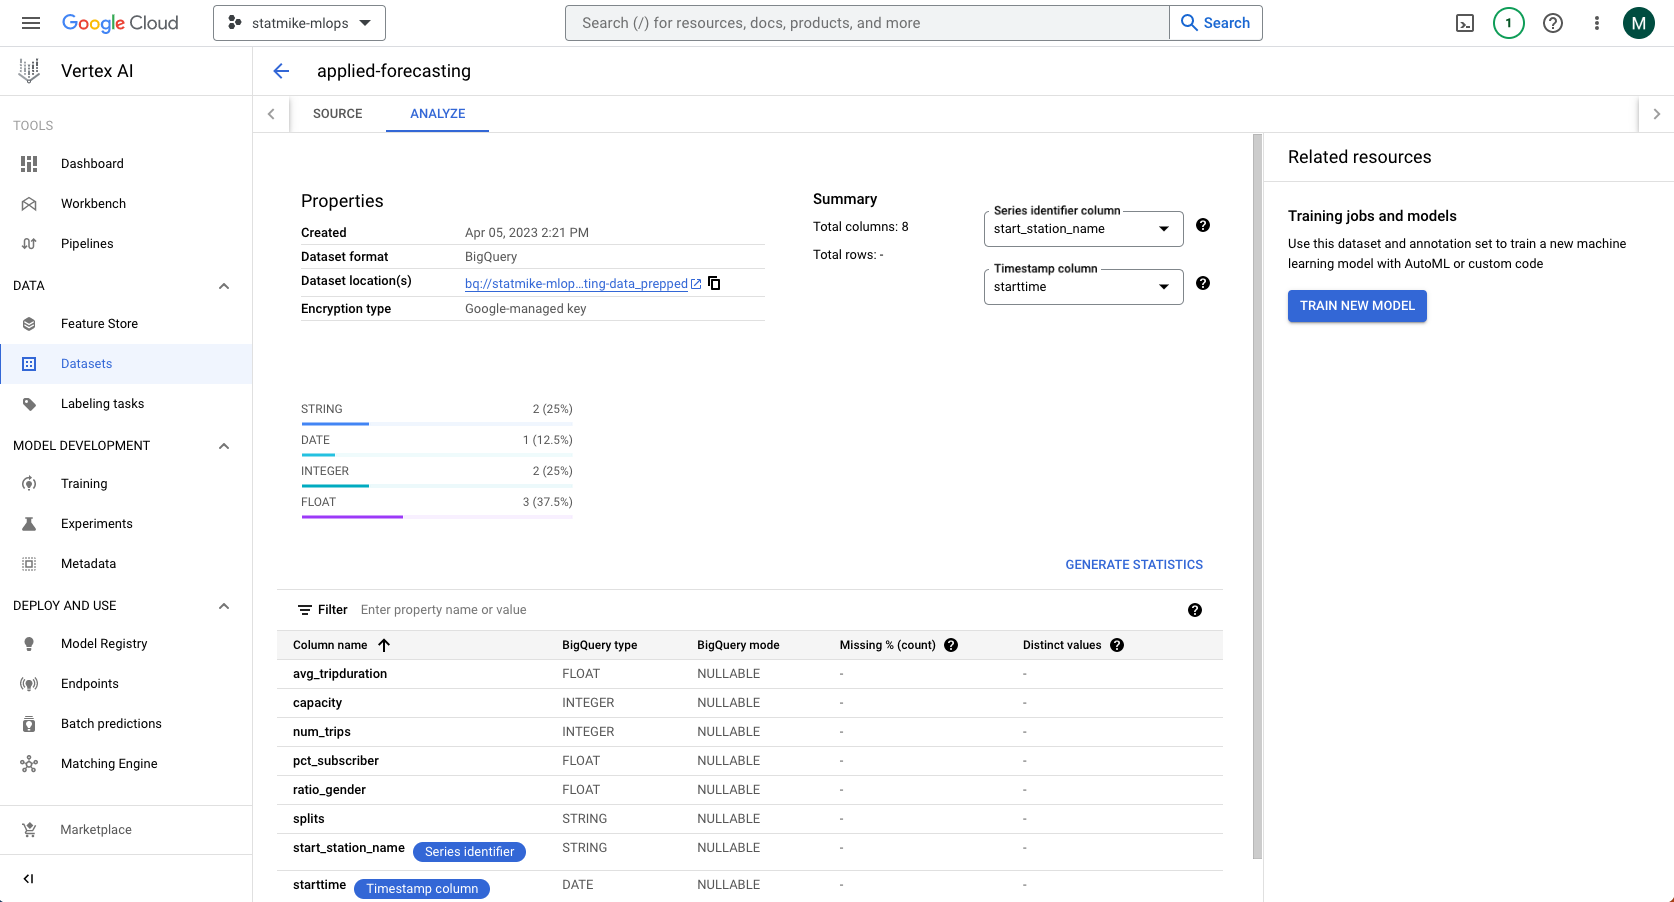 Google Cloud
statmike-mlops
Search (/) for resources, docs, products, and more
Search
1
M
Vertex AI
applied-forecasting
SOURCE
ANALYZE
TOOLS
Dashboard
Workbench
Pipelines
DATA
Feature Store
Datasets
Labeling tasks
MODEL DEVELOPMENT
Training
Experiments
Metadata
DEPLOY AND USE
Model Registry
Endpoints
Batch predictions
Matching Engine
Marketplace
Properties
Created Apr 05, 2023 2:21 PM
Dataset format BigQuery
Dataset location(s) bq://statmike-mlop...ting-data_prepped
Encryption type Google-managed key
Summary
Total columns: 8
Total rows: -
Series identifier column
start_station_name
Timestamp column
starttime
STRING 2 (25%)
DATE 1 (12.5%)
INTEGER 2 (25%)
FLOAT 3 (37.5%)
GENERATE STATISTICS
Filter Enter property name or value
Column name BigQuery type BigQuery mode Missing % (count) Distinct values
avg_tripduration FLOAT NULLABLE - -
capacity INTEGER NULLABLE - -
num_trips INTEGER NULLABLE - -
pct_subscriber FLOAT NULLABLE - -
ratio_gender FLOAT NULLABLE - -
splits STRING NULLABLE - -
start_station_name Series identifier STRING NULLABLE - -
starttime Timestamp column DATE NULLABLE - -
Related resources
Training jobs and models
Use this dataset and annotation set to train a new machine
learning model with AutoML or custom code
TRAIN NEW MODEL